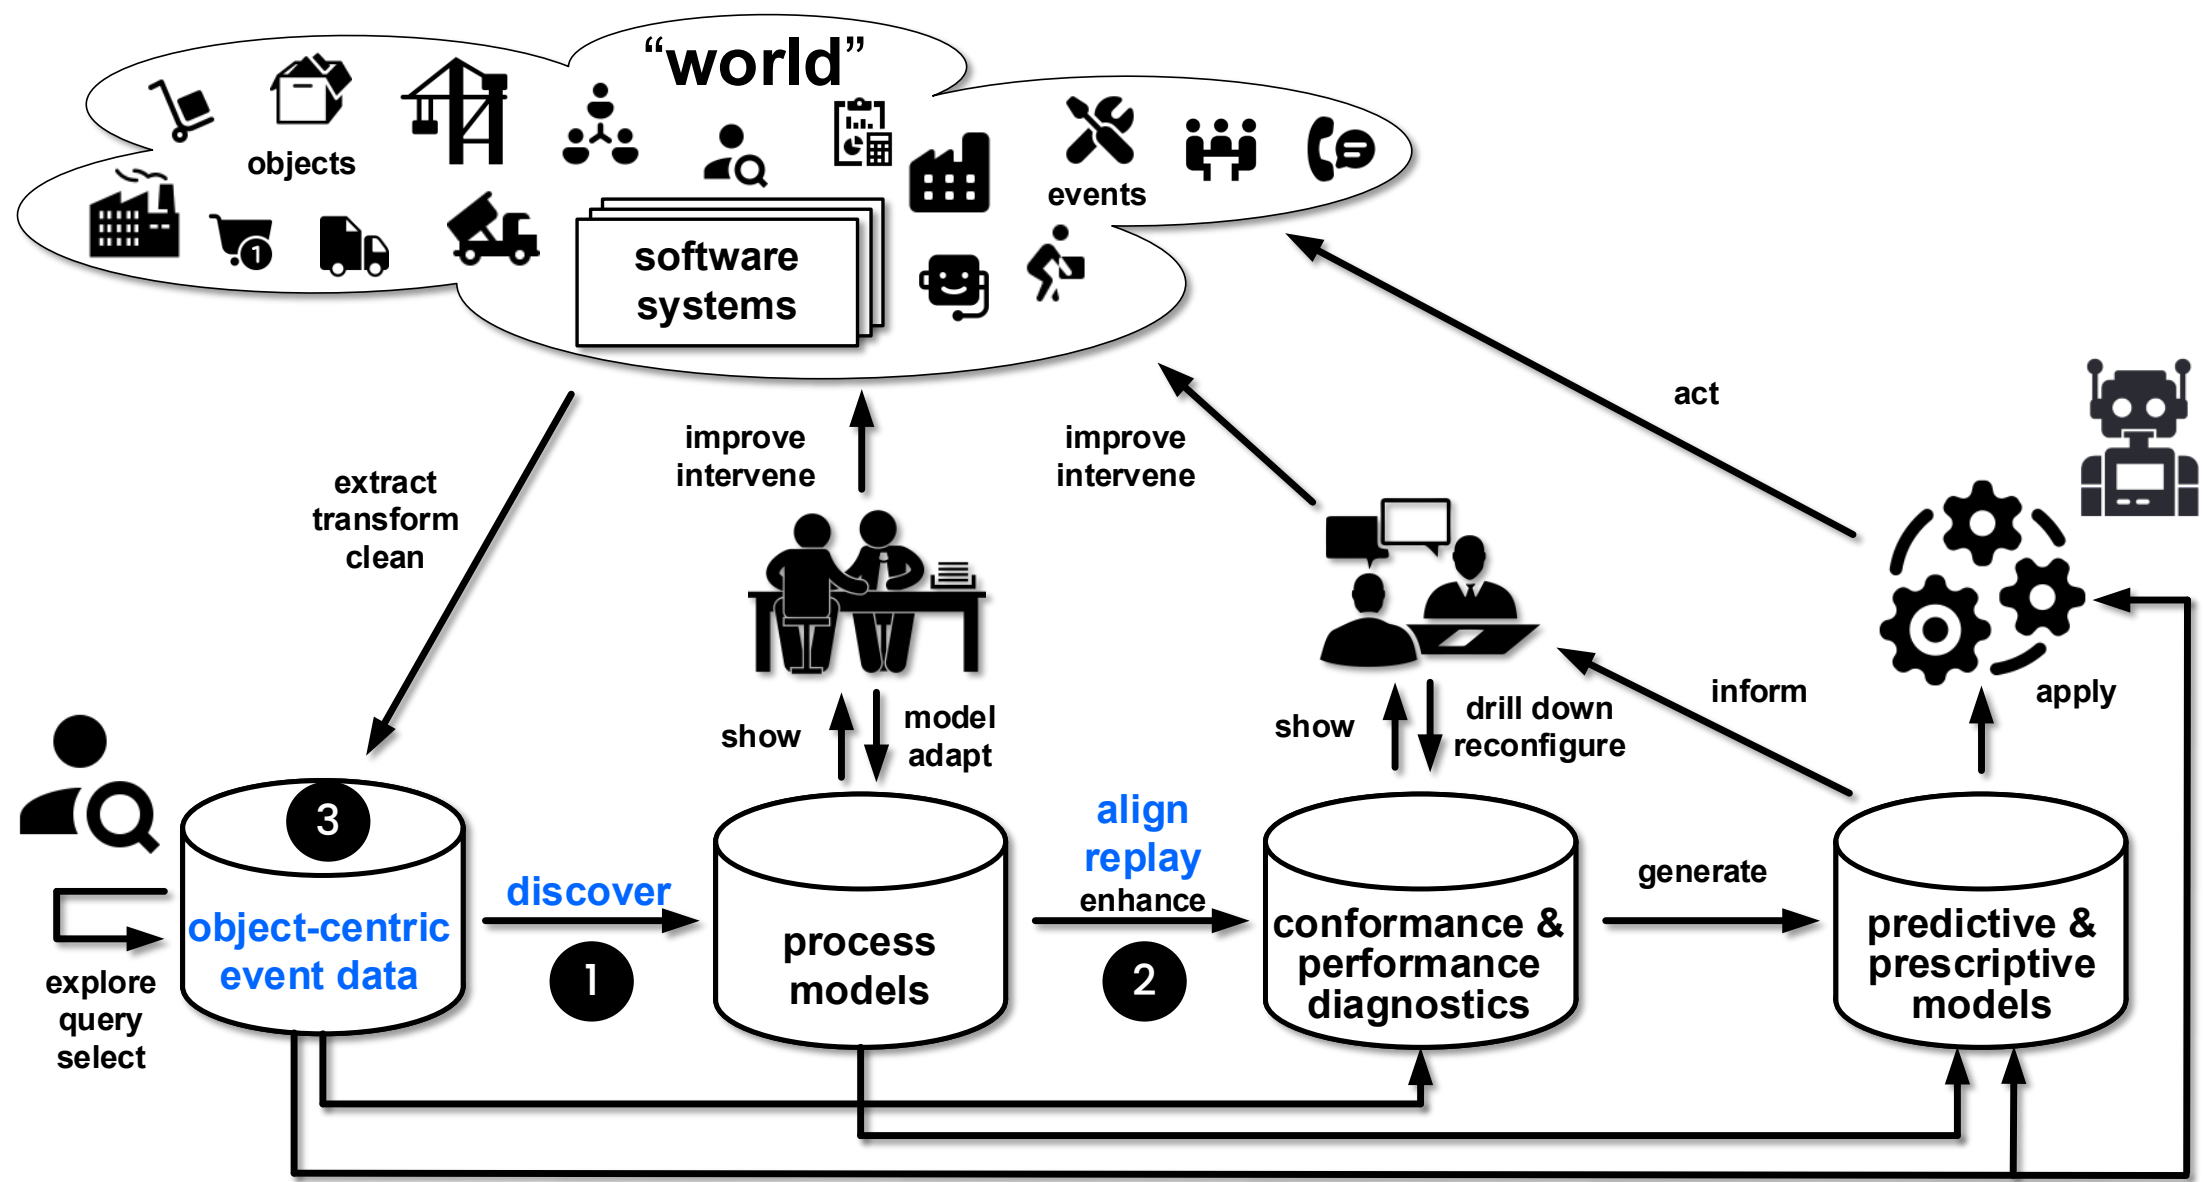 “world”
objects
events
1
software
systems
act
improve
intervene
improve
intervene
extract
transform
clean
inform
apply
show
model
adapt
show
drill down
reconfigure
3
object-centric
event data
explore
query
select
discover
1
process
models
align
replay
enhance
2
conformance &
performance
diagnostics
generate
predictive &
prescriptive
models